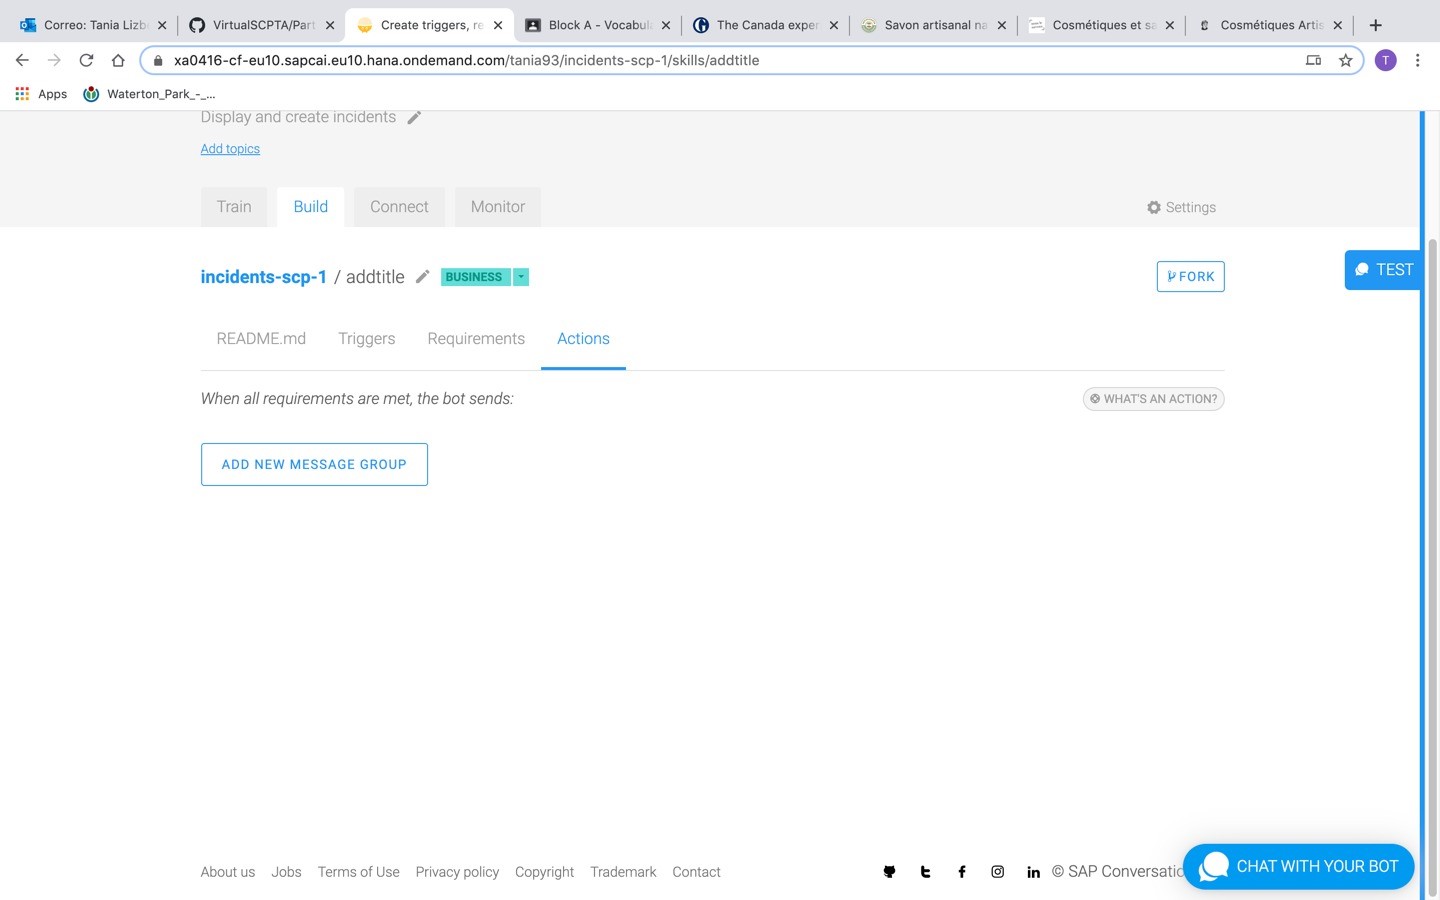 Correo: Tania Lizb
VirtualSCPTA/Part
Create triggers, re
Block A - Vocabul
The Canada exper
Savon artisanal na
Cosmétiques et sa
Cosmétiques Artis
xa0416-cf-eu10.sapcai.eu10.hana.ondemand.com/tania93/incidents-scp-1/skills/addtitle
T
Apps
Waterton_Park_-_...
Display and create incidents
Add topics
Train
Build
Connect
Monitor
Settings
incidents-scp-1 / addtitle
BUSINESS
FORK
TEST
README.md
Triggers
Requirements
Actions
When all requirements are met, the bot sends:
WHAT'S AN ACTION?
ADD NEW MESSAGE GROUP
About us
Jobs
Terms of Use
Privacy policy
Copyright
Trademark
Contact
© SAP Conversatio
CHAT WITH YOUR BOT